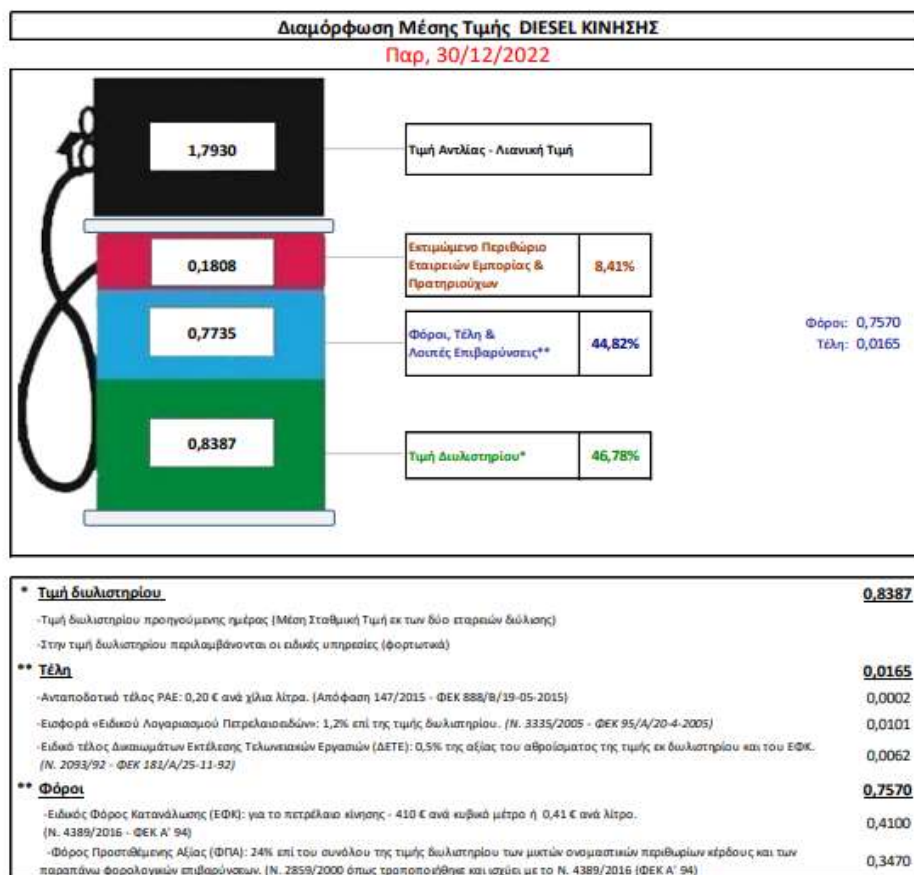 Διαμόρφωση Μέσης Τιμής DIESEL ΚΙΝΗΣΗΣ
Παρ, 30/12/2022
1,7930
Τιμή Αντλίας - Λιανική Τιμή
0,1808
Εκτιμώμενο Περιθώριο
Εταιρειών Εμπορίας &
Πρατηριούχων
8,41%
0,7735
Φόροι, Τέλη &
Λοιπές Επιβαρύνσεις**
44,82%
Φόροι: 0,7570
Τέλη: 0,0165
0,8387
Τιμή Διυλιστηρίου*
46,78%
* Τιμή διυλιστηρίου 0,8387
-Τιμή διυλιστηρίου προηγούμενης ημέρας (Μέση Σταθμική Τιμή εκ των δύο εταρειών διύλισης)
-Στην τιμή διυλιστηρίου περιλαμβάνονται οι ειδικές υπηρεσίες (φορτωτικά)
** Τέλη 0,0165
-Ανταποδοτικό τέλος ΡΑΕ: 0,20 € ανά χίλια λίτρα. (Απόφαση 147/2015 - ΦΕΚ 888/Β/19-05-2015) 0,0002
-Εισφορά «Ειδικού Λογαριασμού Πετρελαιοειδών»: 1,2% επί της τιμής διυλιστηρίου. (Ν. 3335/2005 - ΦΕΚ 95/Α/20-4-2005) 0,0101
-Ειδικό τέλος Δικαιωμάτων Εκτέλεσης Τελωνειακών Εργασιών (ΔΕΤΕ): 0,5% της αξίας του αθροίσματος της τιμής εκ διυλιστηρίου και του ΕΦΚ. 0,0062
(Ν. 2093/92 - ΦΕΚ 181/Α/25-11-92)
** Φόροι 0,7570
-Ειδικός Φόρος Κατανάλωσης (ΕΦΚ): για το πετρέλαιο κίνησης - 410 € ανά κυβικό μέτρο ή 0,41 € ανά λίτρο. 0,4100
(Ν. 4389/2016 - ΦΕΚ Α' 94)
-Φόρος Προστιθέμενης Αξίας (ΦΠΑ): 24% επί του συνόλου της τιμής διυλιστηρίου των μικτών ονομαστικών περιθωρίων κέρδους και των 0,3470
παραπάνω φορολογικών επιβαρύνσεων. (Ν. 2859/2000 όπως τροποποιήθηκε και ισχύει με το Ν. 4389/2016 (ΦΕΚ Α' 94)